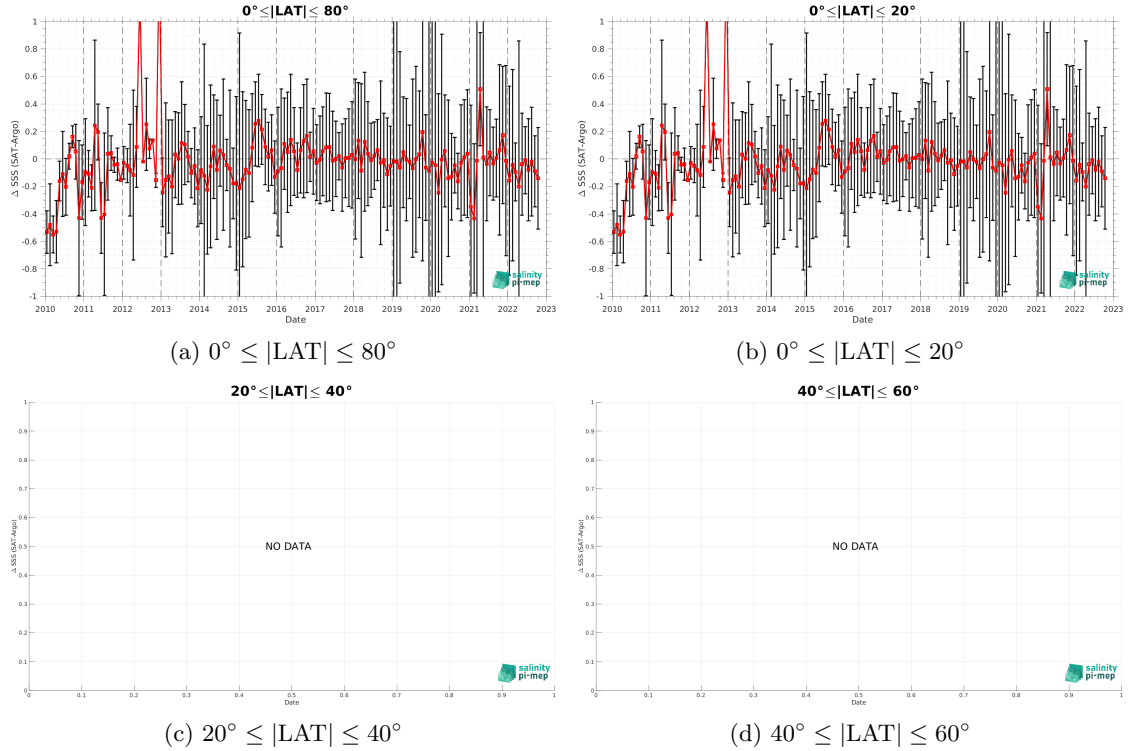 0°≤|LAT|≤ 80°
Δ SSS (SAT-Argo)
1
0.8
0.6
0.4
0.2
0
-0.2
-0.4
-0.6
-0.8
-1
2010 2011 2012 2013 2014 2015 2016 2017 2018 2019 2020 2021 2022 2023
Date
salinity
pi-mep
(a) 0° ≤ |LAT| ≤ 80°
0°≤|LAT|≤ 20°
Δ SSS (SAT-Argo)
1
0.8
0.6
0.4
0.2
0
-0.2
-0.4
-0.6
-0.8
-1
2010 2011 2012 2013 2014 2015 2016 2017 2018 2019 2020 2021 2022 2023
Date
salinity
pi-mep
(b) 0° ≤ |LAT| ≤ 20°
20°≤|LAT|≤ 40°
Δ SSS (SAT-Argo)
1
0.9
0.8
0.7
0.6
0.5
0.4
0.3
0.2
0.1
0
NO DATA
0 0.1 0.2 0.3 0.4 0.5 0.6 0.7 0.8 0.9 1
Date
salinity
pi-mep
(c) 20° ≤ |LAT| ≤ 40°
40°≤|LAT|≤ 60°
Δ SSS (SAT-Argo)
1
0.9
0.8
0.7
0.6
0.5
0.4
0.3
0.2
0.1
0
NO DATA
0 0.1 0.2 0.3 0.4 0.5 0.6 0.7 0.8 0.9 1
Date
salinity
pi-mep
(d) 40° ≤ |LAT| ≤ 60°